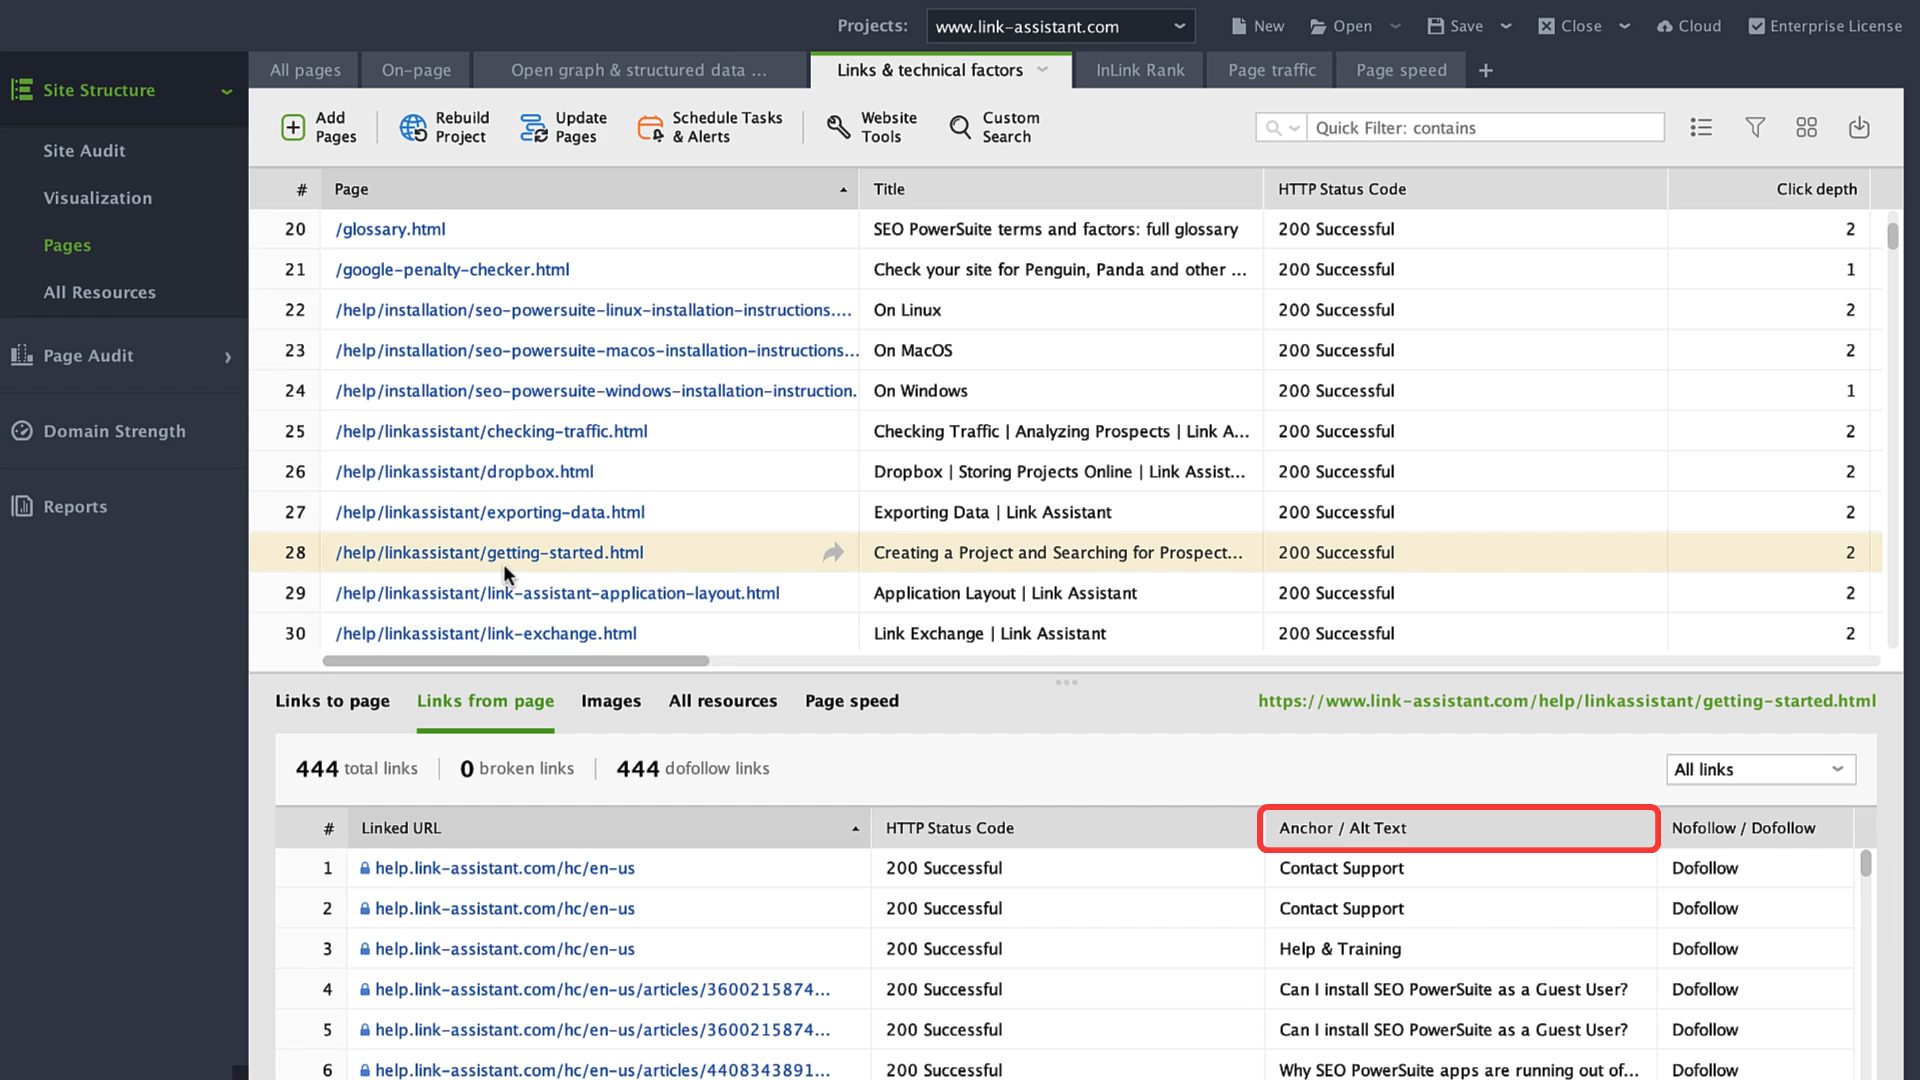 Projects: www.link-assistant.com New Open Save Close Cloud Enterprise License
All pages On-page Open graph & structured data ... Links & technical factors InLink Rank Page traffic Page speed +
Site Structure
Site Audit
Visualization
Pages
All Resources
Page Audit
Domain Strength
Reports
Add Pages
Rebuild Project
Update Pages
Schedule Tasks & Alerts
Website Tools
Custom Search
Quick Filter: contains
# Page Title HTTP Status Code Click depth
20 /glossary.html SEO PowerSuite terms and factors: full glossary 200 Successful 2
21 /google-penalty-checker.html Check your site for Penguin, Panda and other ... 200 Successful 1
22 /help/installation/seo-powersuite-linux-installation-instructions.... On Linux 200 Successful 2
23 /help/installation/seo-powersuite-macos-installation-instructions... On MacOS 200 Successful 2
24 /help/installation/seo-powersuite-windows-installation-instruction. On Windows 200 Successful 1
25 /help/linkassistant/checking-traffic.html Checking Traffic | Analyzing Prospects | Link A... 200 Successful 2
26 /help/linkassistant/dropbox.html Dropbox | Storing Projects Online | Link Assist... 200 Successful 2
27 /help/linkassistant/exporting-data.html Exporting Data | Link Assistant 200 Successful 2
28 /help/linkassistant/getting-started.html Creating a Project and Searching for Prospect... 200 Successful 2
29 /help/linkassistant/link-assistant-application-layout.html Application Layout | Link Assistant 200 Successful 2
30 /help/linkassistant/link-exchange.html Link Exchange | Link Assistant 200 Successful 2
Links to page Links from page Images All resources Page speed https://www.link-assistant.com/help/linkassistant/getting-started.html
444 total links 0 broken links 444 dofollow links All links
# Linked URL HTTP Status Code Anchor / Alt Text Nofollow / Dofollow
1 help.link-assistant.com/hc/en-us 200 Successful Contact Support Dofollow
2 help.link-assistant.com/hc/en-us 200 Successful Contact Support Dofollow
3 help.link-assistant.com/hc/en-us 200 Successful Help & Training Dofollow
4 help.link-assistant.com/hc/en-us/articles/3600215874... 200 Successful Can I install SEO PowerSuite as a Guest User? Dofollow
5 help.link-assistant.com/hc/en-us/articles/3600215874... 200 Successful Can I install SEO PowerSuite as a Guest User? Dofollow
6 help.link-assistant.com/hc/en-us/articles/4408343891... 200 Successful Why SEO PowerSuite apps are running out of... Dofollow